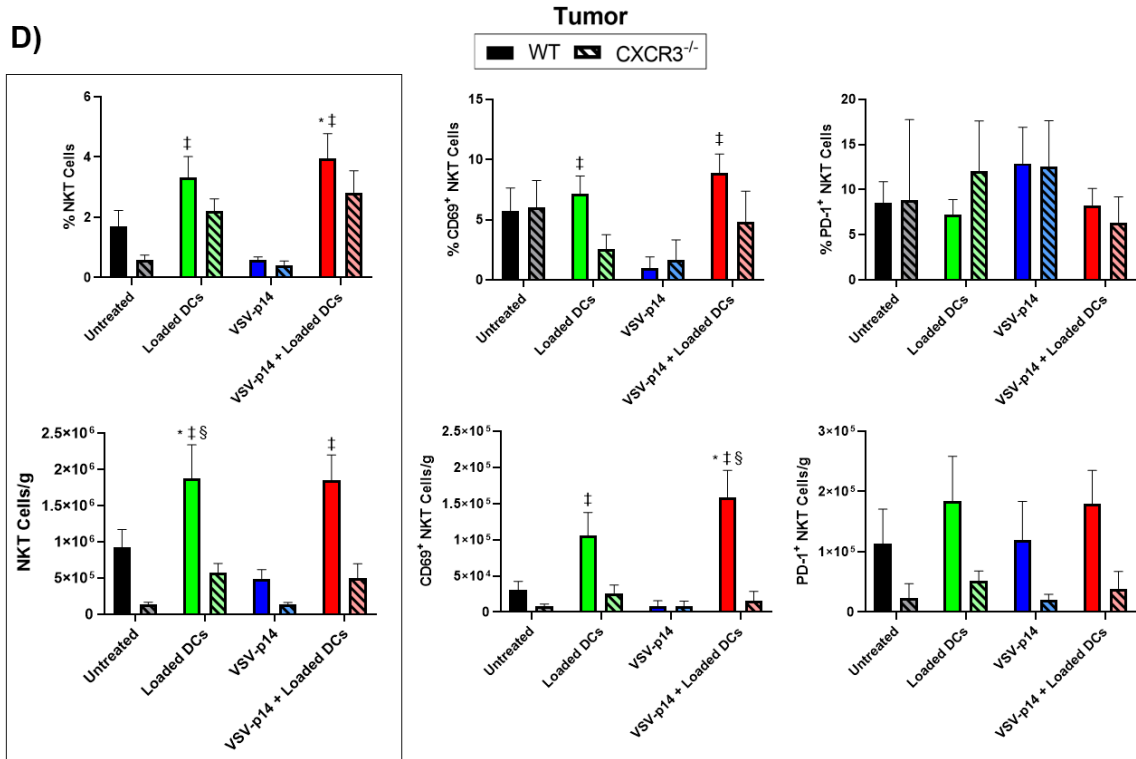 D)
Tumor
WT CXCR3-/-
% NKT Cells
6
4
2
0
‡
* ‡
Untreated
Loaded DCs
VSV-p14
VSV-p14 + Loaded DCs
% CD69+ NKT Cells
15
10
5
0
‡
‡
Untreated
Loaded DCs
VSV-p14
VSV-p14 + Loaded DCs
% PD-1+ NKT Cells
20
15
10
5
0
Untreated
Loaded DCs
VSV-p14
VSV-p14 + Loaded DCs
NKT Cells/g
2.5×10⁶
2×10⁶
1.5×10⁶
1×10⁶
5×10⁵
0
* ‡ §
‡
Untreated
Loaded DCs
VSV-p14
VSV-p14 + Loaded DCs
CD69+ NKT Cells/g
2.5×10⁵
2×10⁵
1.5×10⁵
1×10⁵
5×10⁴
0
‡
* ‡ §
Untreated
Loaded DCs
VSV-p14
VSV-p14 + Loaded DCs
PD-1+ NKT Cells/g
3×10⁵
2×10⁵
1×10⁵
0
Untreated
Loaded DCs
VSV-p14
VSV-p14 + Loaded DCs